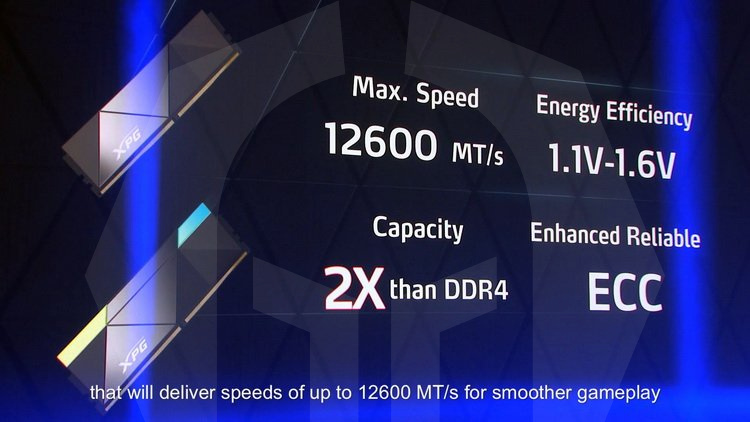 XPG
Max. Speed
12600 MT/s
Energy Efficiency
1.1V-1.6V
Capacity
2X than DDR4
Enhanced Reliable
ECC
XPG
that will deliver speeds of up to 12600 MT/s for smoother gameplay